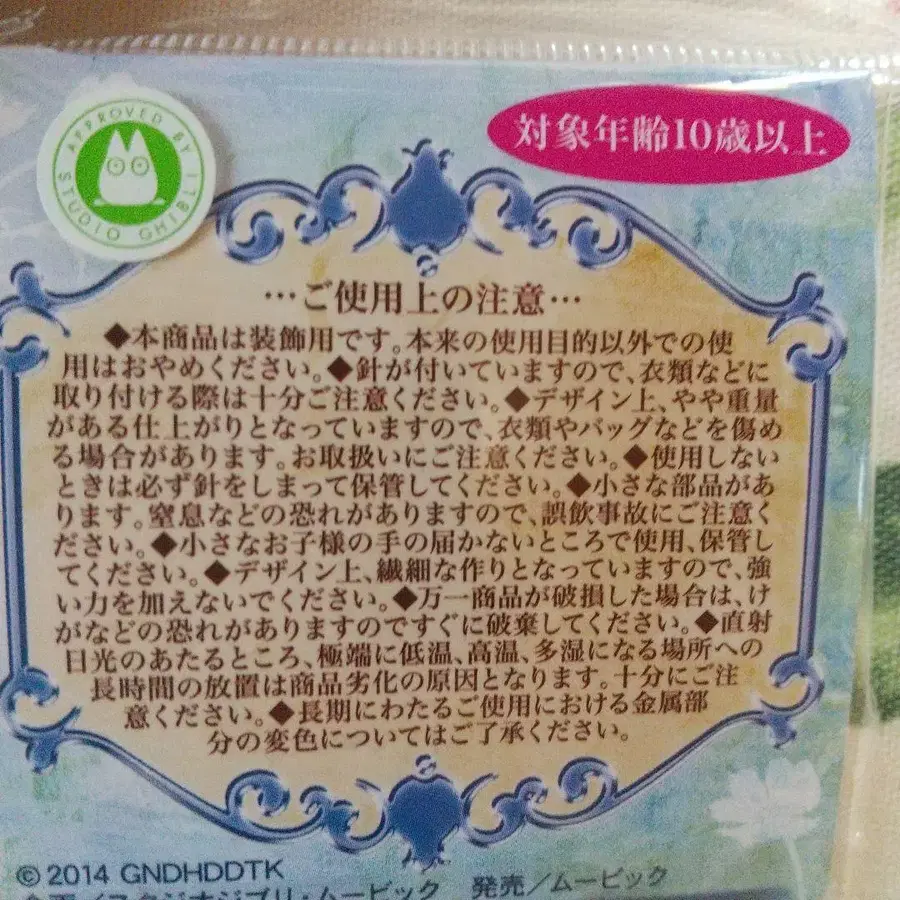 APPROVED BY
STUDIO GHIBLI
対象年齢10歳以上
…ご使用上の注意…
◆本商品は装飾用です。本来の使用目的以外での使
用はおやめください。◆針が付いていますので、衣類などに
取り付ける際は十分ご注意ください。◆デザイン上、やや重量
がある仕上がりとなっていますので、衣類やバッグなどを傷め
る場合があります。お取扱いにご注意ください。◆使用しない
ときは必ず針をしまって保管してください。◆小さな部品があ
ります。窒息などの恐れがありますので、誤飲事故にご注意く
ださい。◆小さなお子様の手の届かないところで使用、保管し
てください。◆デザイン上、繊細な作りとなっていますので、強
い力を加えないでください。◆万一商品が破損した場合は、け
がなどの恐れがありますのですぐに破棄してください。◆直射
日光のあたるところ、極端に低温、高温、多湿になる場所への
長時間の放置は商品劣化の原因となります。十分にご注
意ください。◆長期にわたるご使用における金属部
分の変色についてはご了承ください。
© 2014 GNDHDDTK
企画/スタジオジブリ・ムービック 発売/ムービック